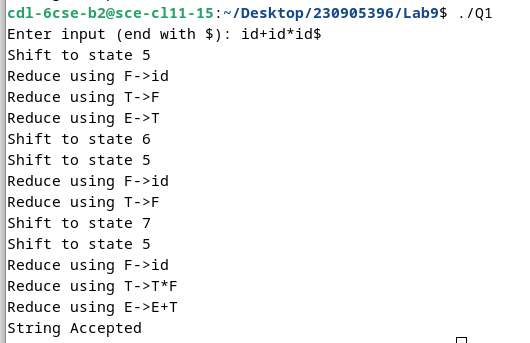 cdl-6cse-b2@sce-cl11-15:~/Desktop/230905396/Lab9$ ./Q1
Enter input (end with $): id+id*id$
Shift to state 5
Reduce using F->id
Reduce using T->F
Reduce using E->T
Shift to state 6
Shift to state 5
Reduce using F->id
Reduce using T->F
Shift to state 7
Shift to state 5
Reduce using F->id
Reduce using T->T*F
Reduce using E->E+T
String Accepted